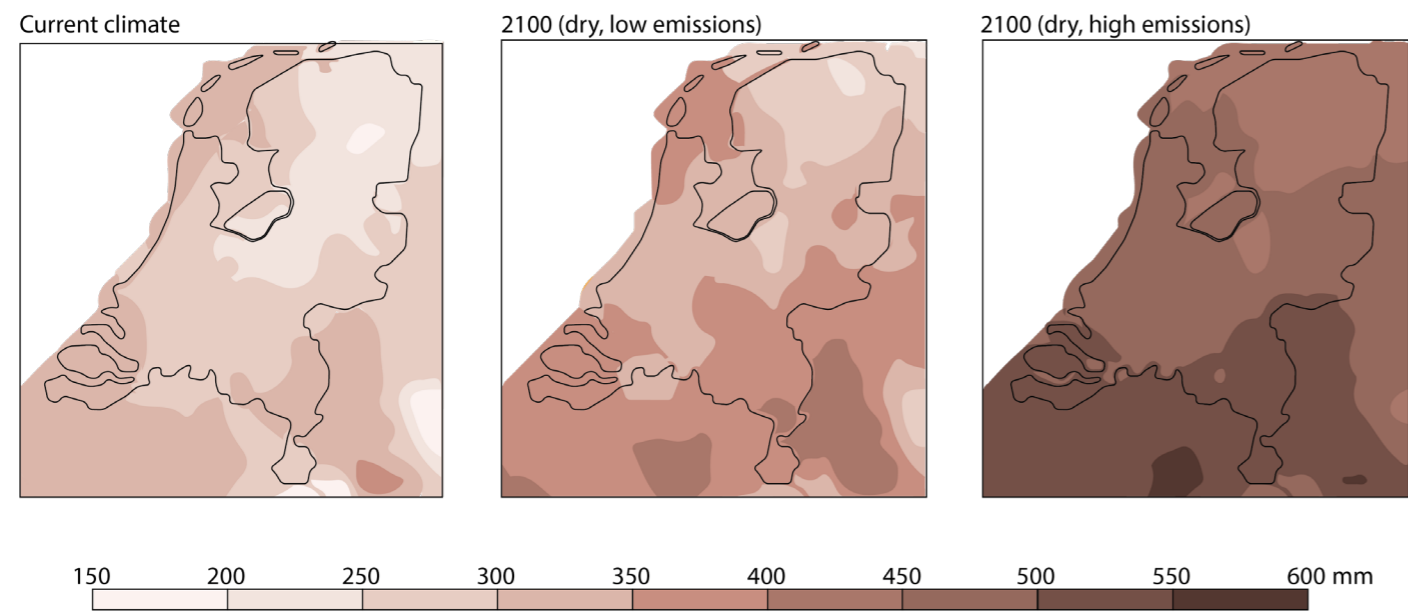 Current climate
2100 (dry, low emissions)
2100 (dry, high emissions)
150 200 250 300 350 400 450 500 550 600 mm